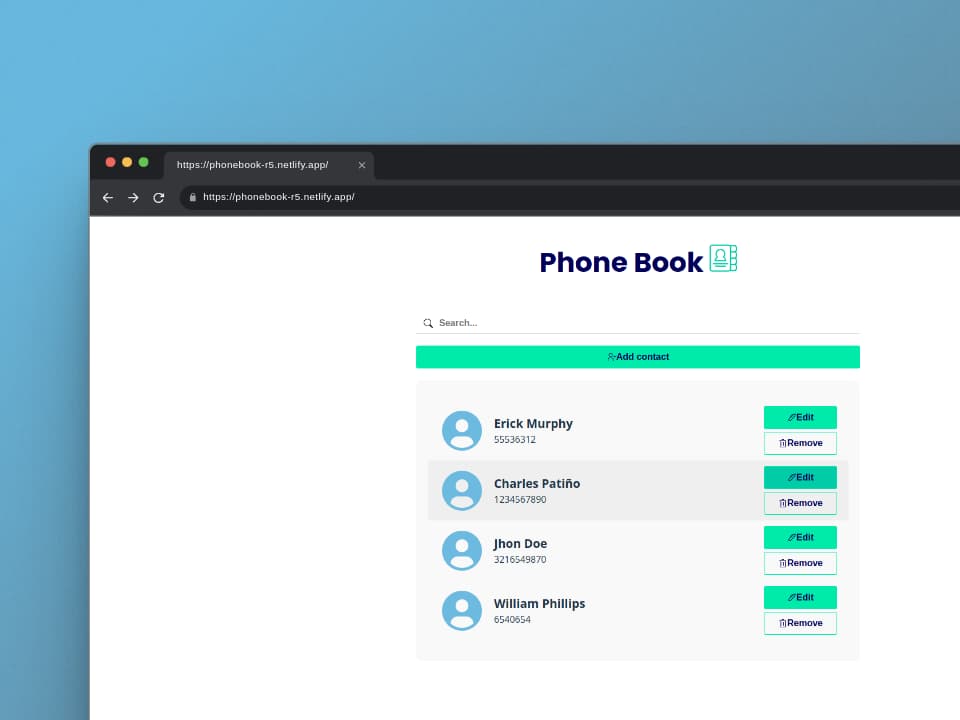 https://phonebook-r5.netlify.app/
https://phonebook-r5.netlify.app/
Phone Book
Search...
Add contact
Erick Murphy
55536312
Edit
Remove
Charles Patiño
1234567890
Edit
Remove
Jhon Doe
3216549870
Edit
Remove
William Phillips
6540654
Edit
Remove